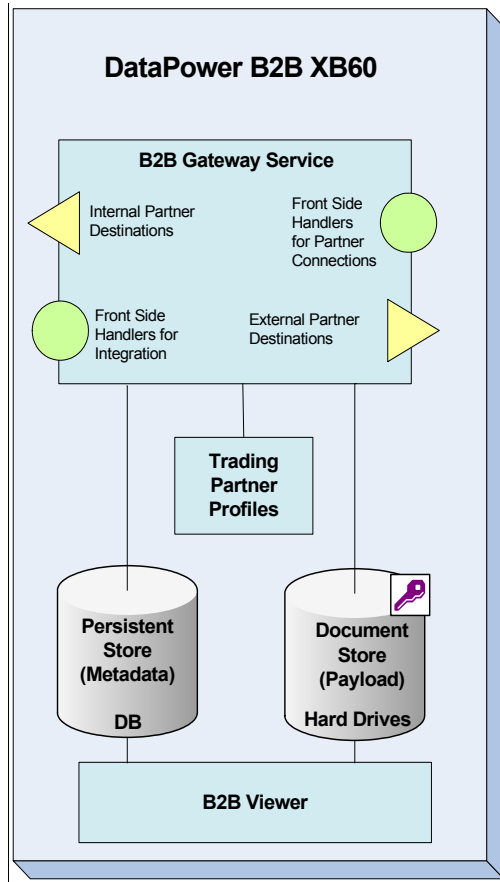 DataPower B2B XB60
B2B Gateway Service
Internal Partner
Destinations
Front Side
Handlers
for Partner
Connections
Front Side
Handlers for
Integration
External Partner
Destinations
Trading
Partner
Profiles
Persistent
Store
(Metadata)
DB
Document
Store
(Payload)
Hard Drives
B2B Viewer